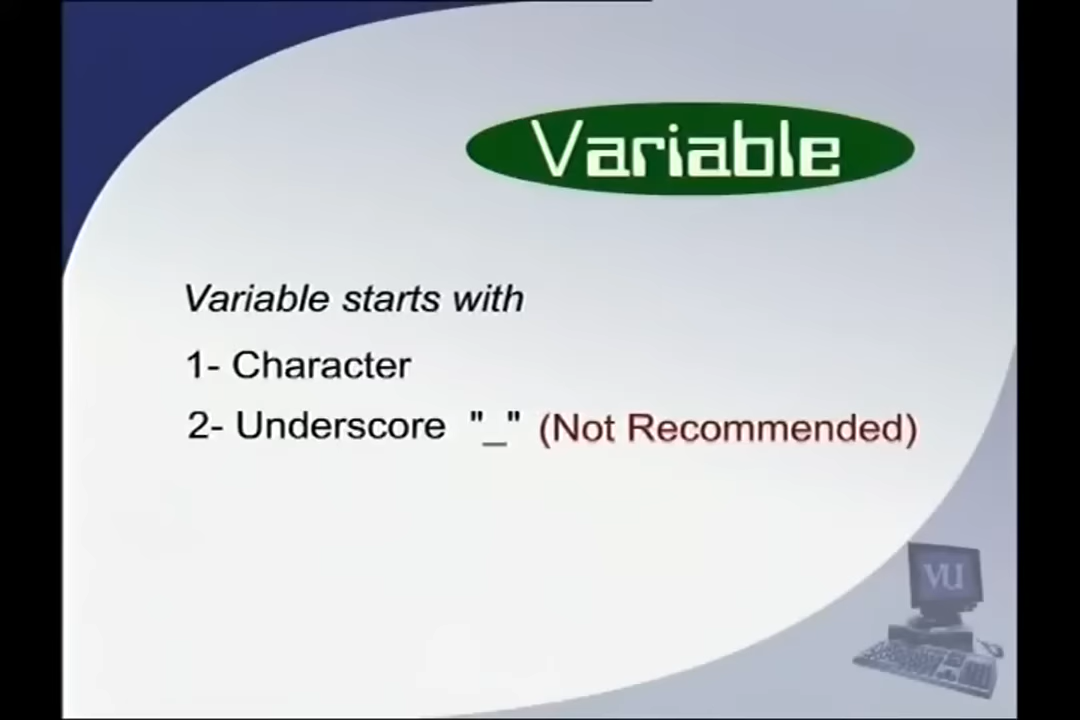 Variable
Variable starts with
1- Character
2- Underscore "_" (Not Recommended)
VU